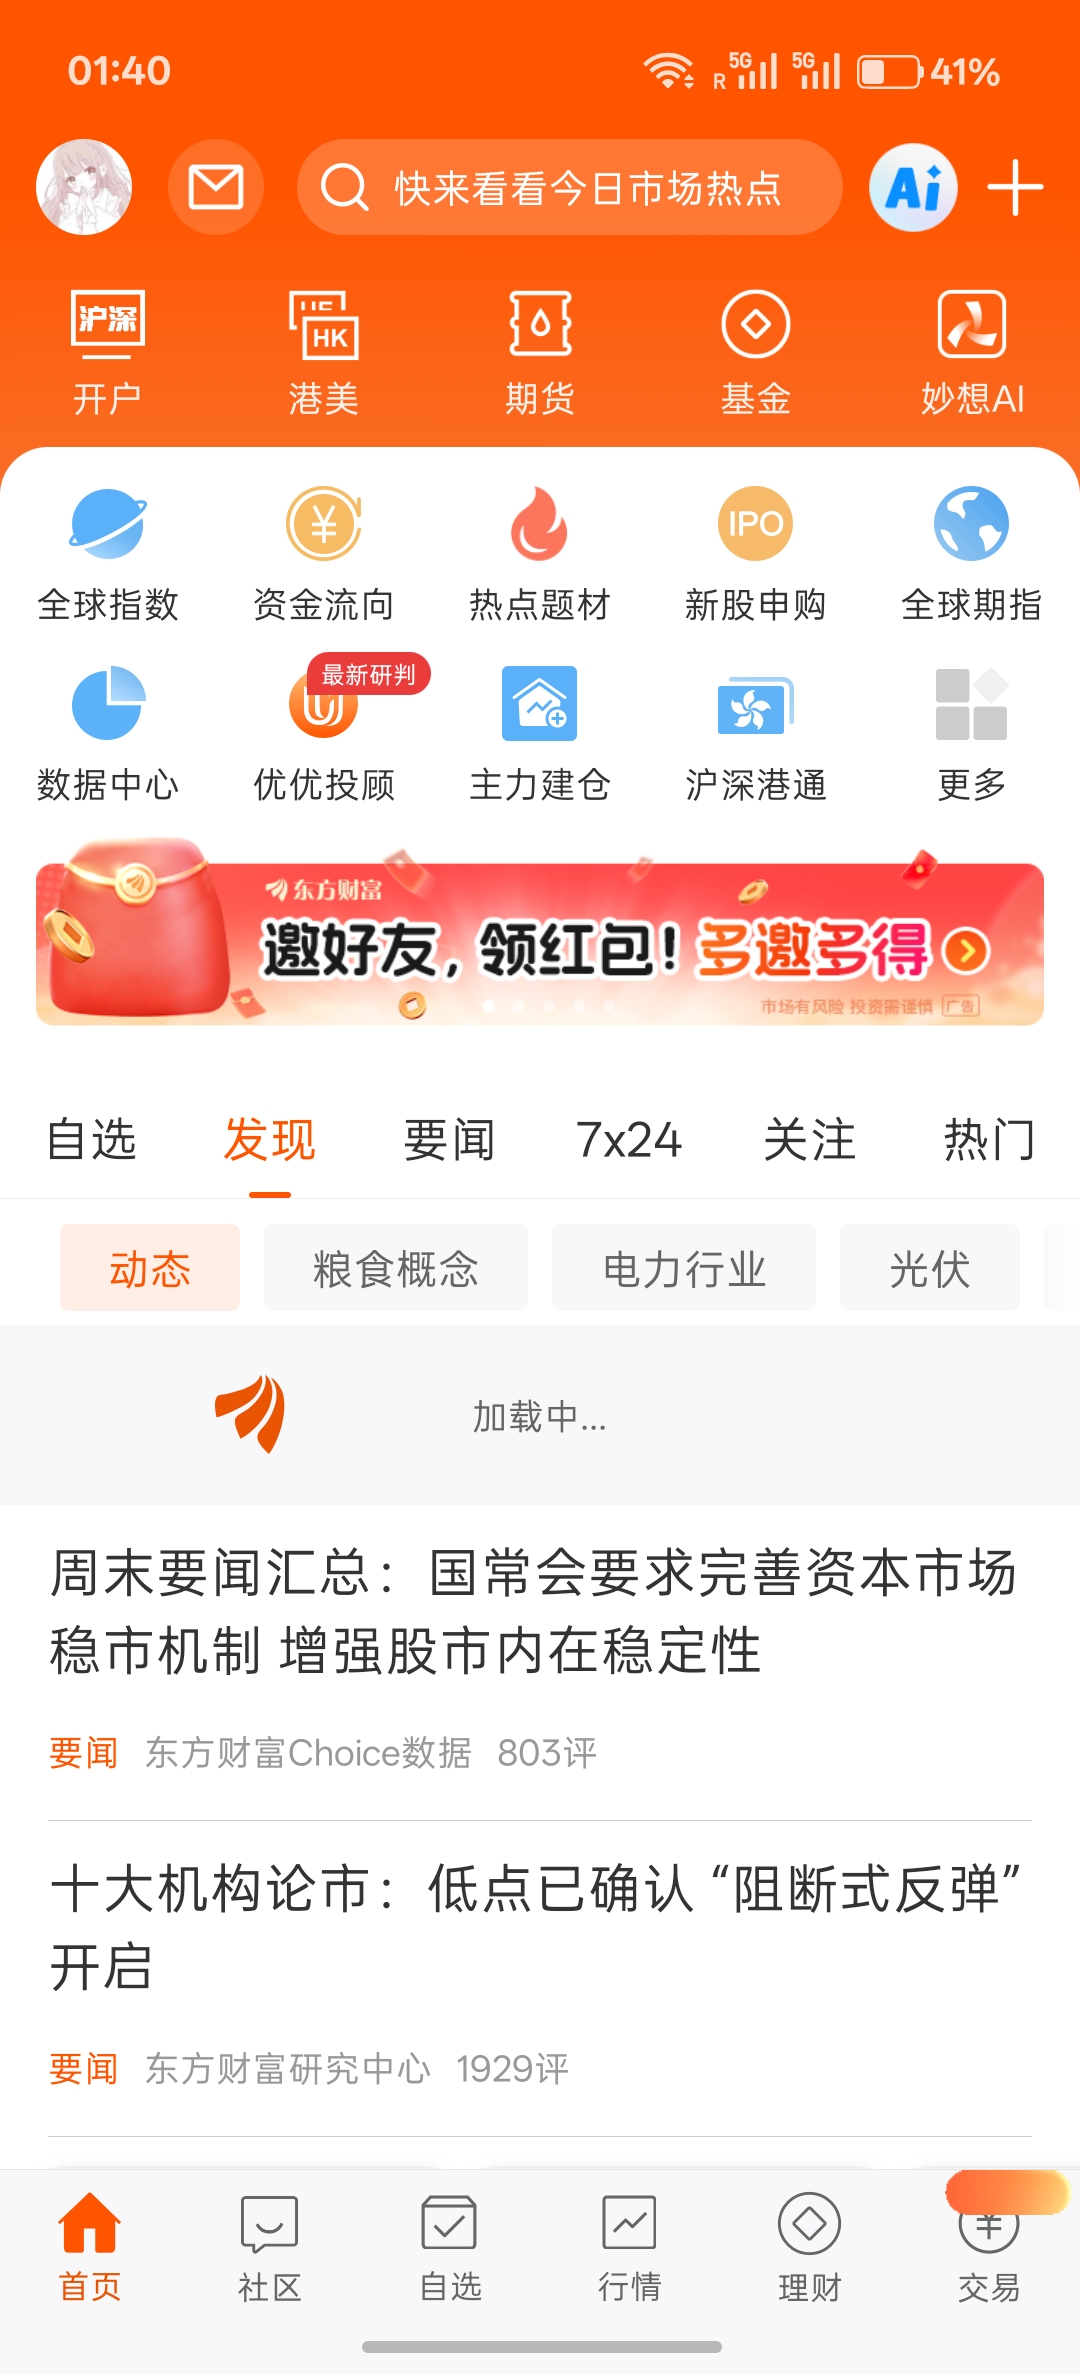 01:40
R 5G 5G 41%
快来看看今日市场热点 Ai
沪深 HK
开户 港美 期货 基金 妙想AI
IPO
全球指数 资金流向 热点题材 新股申购 全球期指
最新研判
数据中心 优优投顾 主力建仓 沪深港通 更多
东方财富
邀好友，领红包！多邀多得
市场有风险 投资需谨慎 广告
自选 发现 要闻 7x24 关注 热门
动态 粮食概念 电力行业 光伏
加载中...
周末要闻汇总：国常会要求完善资本市场
稳市机制 增强股市内在稳定性
要闻 东方财富Choice数据 803评
十大机构论市：低点已确认 “阻断式反弹”
开启
要闻 东方财富研究中心 1929评
首页 社区 自选 行情 理财 交易